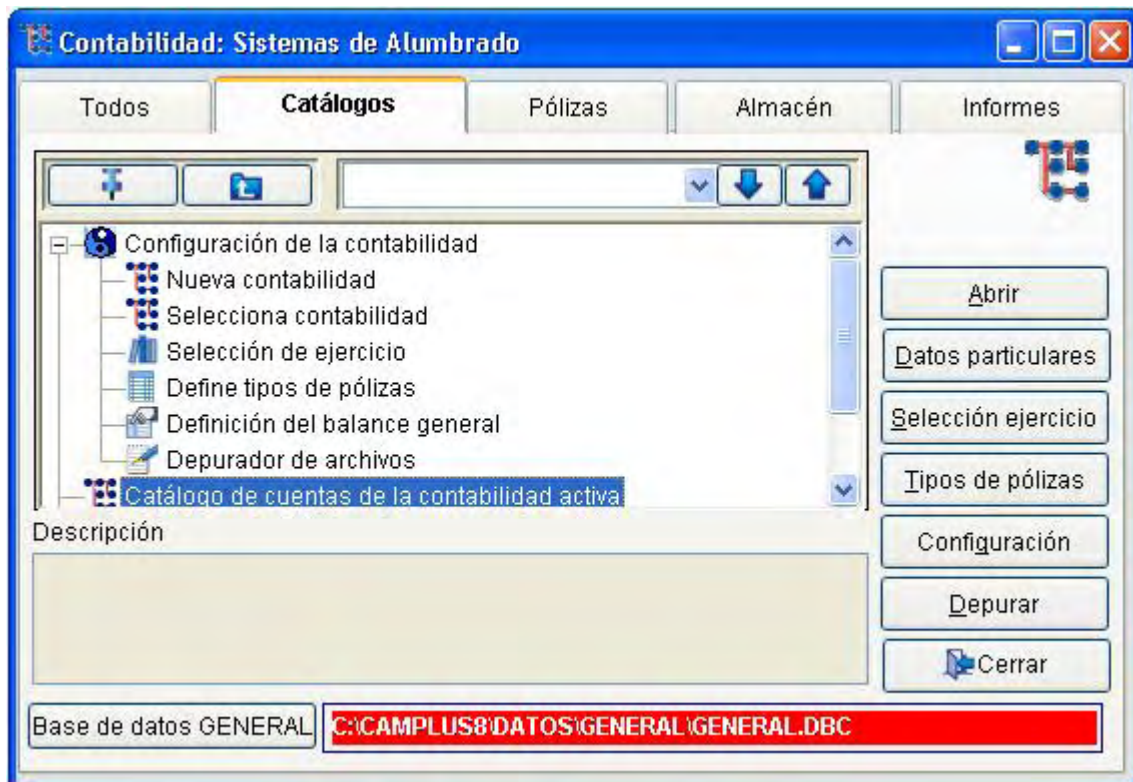 Contabilidad: Sistemas de Alumbrado
Todos
Catálogos
Pólizas
Almacén
Informes
Configuración de la contabilidad
Nueva contabilidad
Selecciona contabilidad
Selección de ejercicio
Define tipos de pólizas
Definición del balance general
Depurador de archivos
Catálogo de cuentas de la contabilidad activa
Descripción
Abrir
Datos particulares
Selección ejercicio
Tipos de pólizas
Configuración
Depurar
Cerrar
Base de datos GENERAL
C:\CAMPLUS8\DATOS\GENERAL\GENERAL.DBC